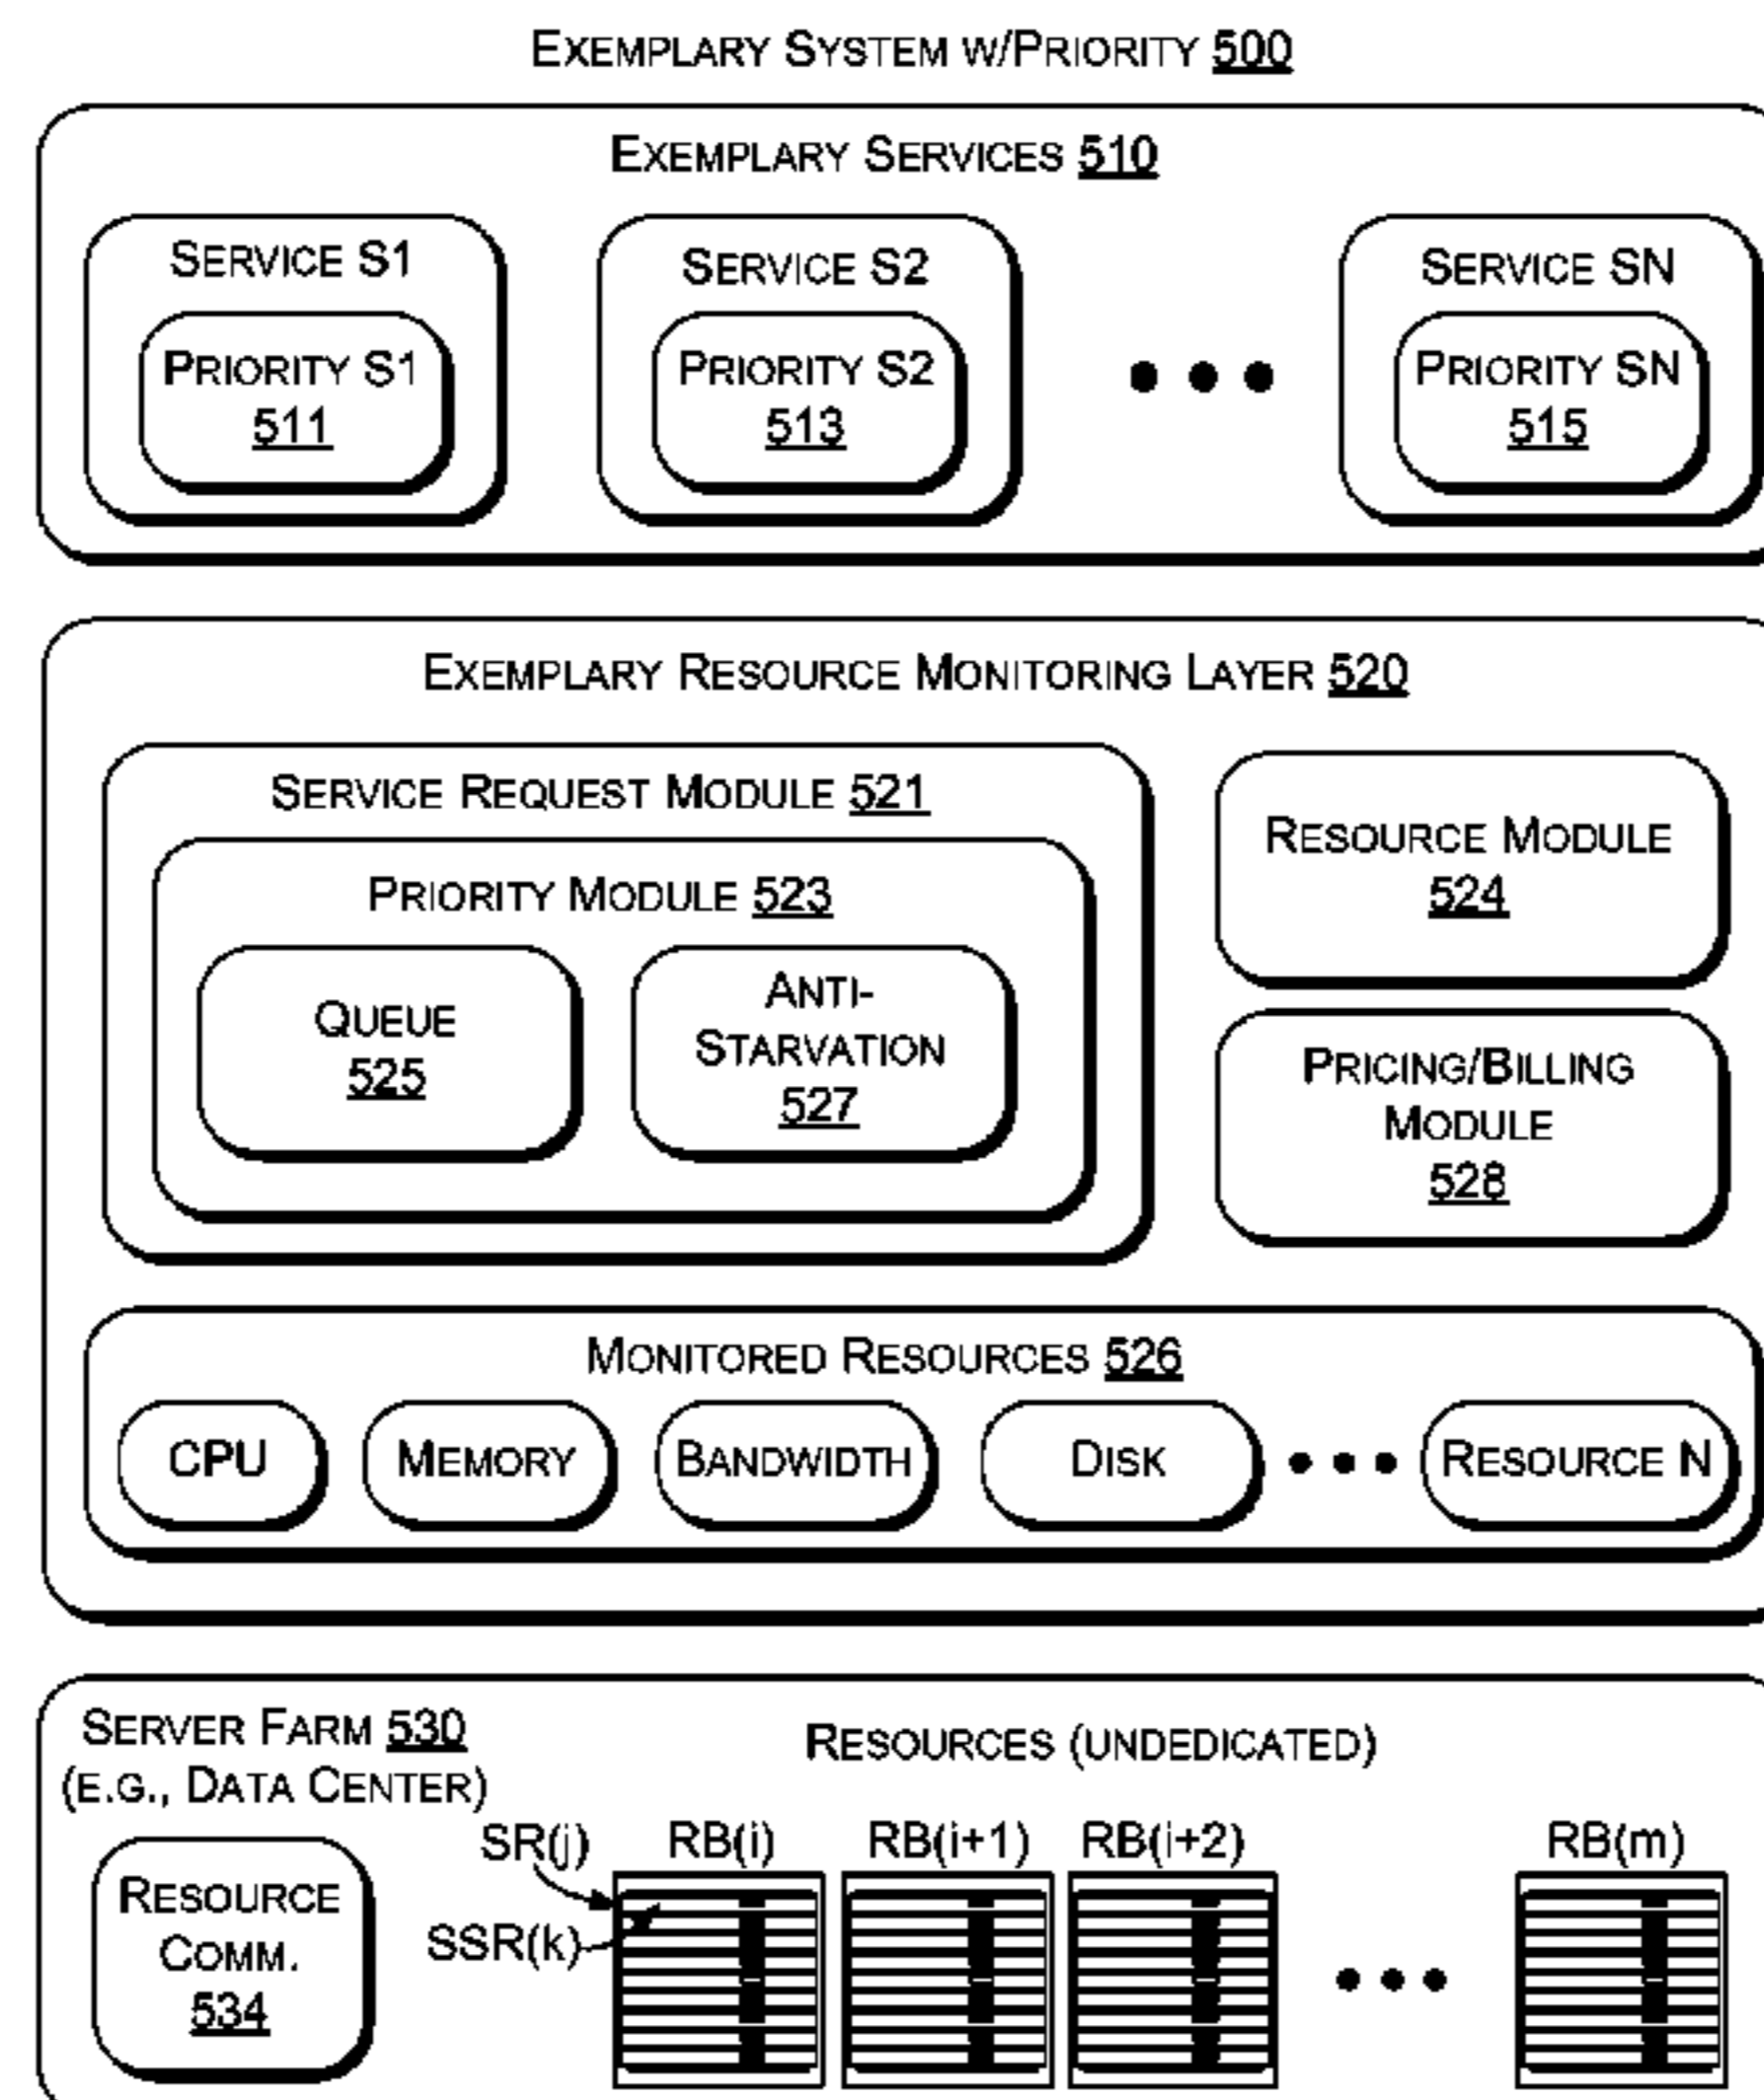 EXEMPLARY SYSTEM W/PRIORITY 500
EXEMPLARY SERVICES 510
SERVICE S1
PRIORITY S1
511
SERVICE S2
PRIORITY S2
513
SERVICE SN
PRIORITY SN
515
EXEMPLARY RESOURCE MONITORING LAYER 520
SERVICE REQUEST MODULE 521
PRIORITY MODULE 523
QUEUE
525
ANTI-
STARVATION
527
RESOURCE MODULE
524
PRICING/BILLING
MODULE
528
MONITORED RESOURCES 526
CPU
MEMORY
BANDWIDTH
DISK
RESOURCE N
SERVER FARM 530
(E.G., DATA CENTER)
RESOURCES (UNDEDICATED)
RESOURCE
COMM.
534
SR(j)
SSR(k)
RB(i)
RB(i+1)
RB(i+2)
RB(m)